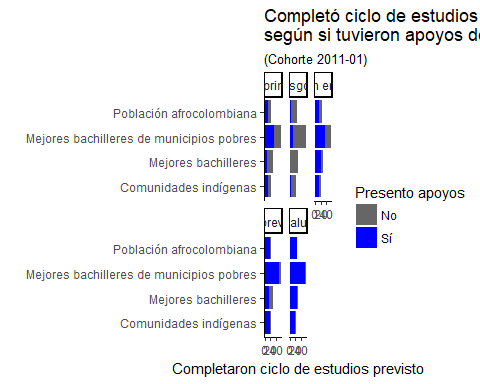 Completó ciclo de estudios
según si tuvieron apoyos
(Cohorte 2011-01)
Población afrocolombiana
Mejores bachilleres de municipios pobres
Mejores bachilleres
Comunidades indígenas
Presento apoyos
No
Sí
Población afrocolombiana
Mejores bachilleres de municipios pobres
Mejores bachilleres
Comunidades indígenas
Completaron ciclo de estudios previsto